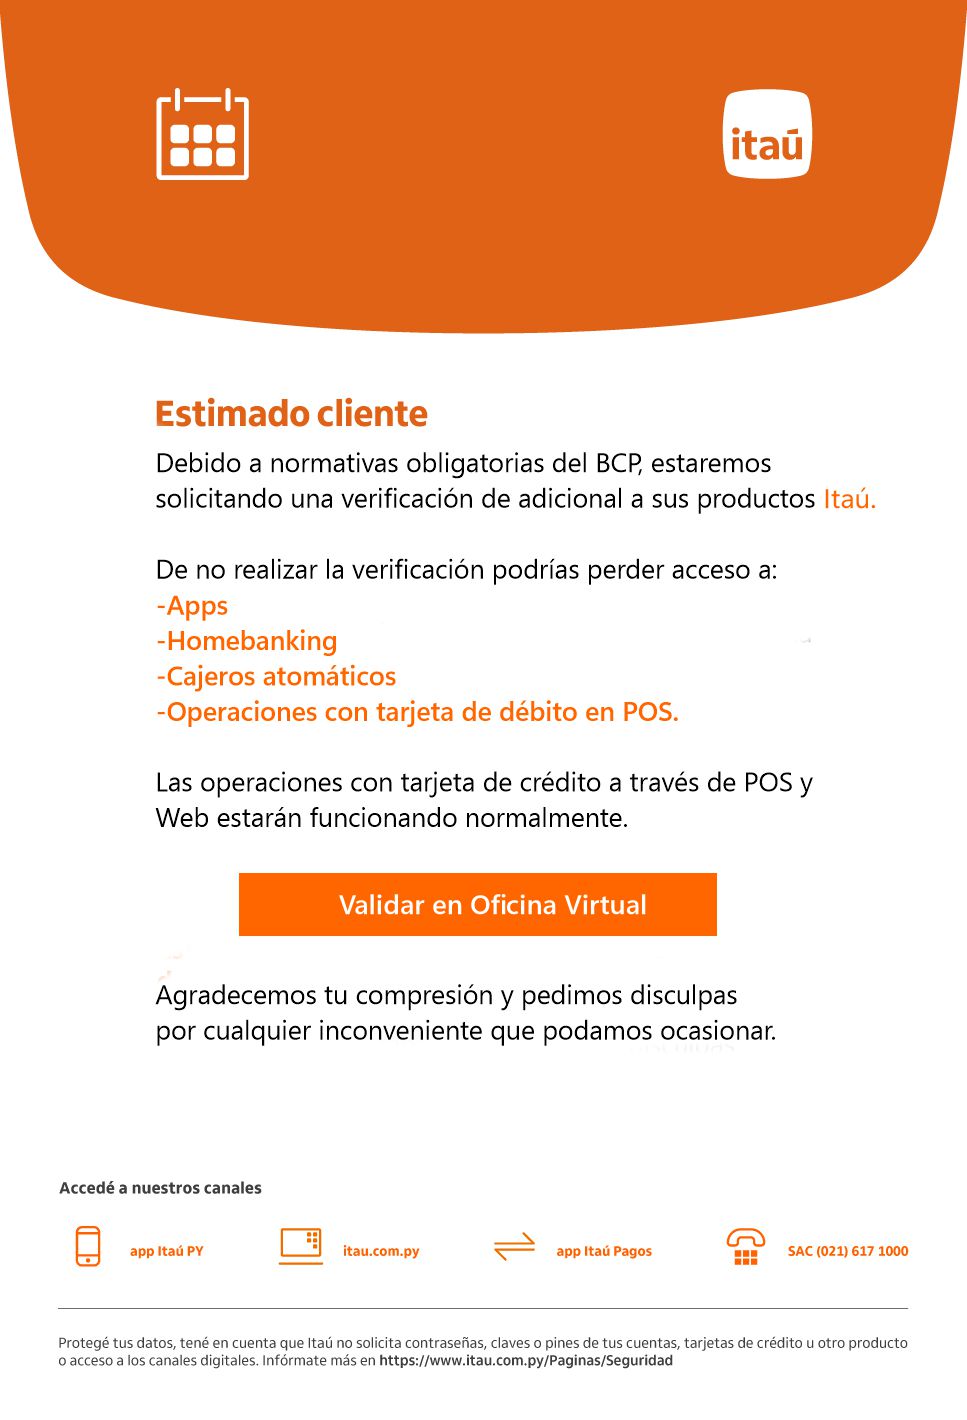 itaú
Estimado cliente
Debido a normativas obligatorias del BCP, estaremos
solicitando una verificación de adicional a sus productos Itaú.
De no realizar la verificación podrías perder acceso a:
-Apps
-Homebanking
-Cajeros atomáticos
-Operaciones con tarjeta de débito en POS.
Las operaciones con tarjeta de crédito a través de POS y
Web estarán funcionando normalmente.
Validar en Oficina Virtual
Agradecemos tu compresión y pedimos disculpas
por cualquier inconveniente que podamos ocasionar.
Accedé a nuestros canales
app Itaú PY
itau.com.py
app Itaú Pagos
SAC (021) 617 1000
Protegé tus datos, tené en cuenta que Itaú no solicita contraseñas, claves o pines de tus cuentas, tarjetas de crédito u otro producto
o acceso a los canales digitales. Infórmate más en https://www.itau.com.py/Paginas/Seguridad